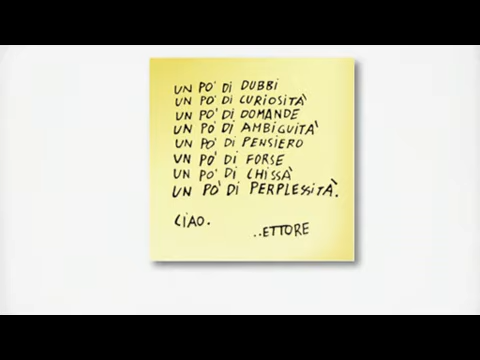 UN PO' DI DUBBI
UN PO' DI CURIOSITÀ
UN PO' DI DOMANDE
UN PO' DI AMBIGUITÀ
UN PO' DI PENSIERO
UN PO' DI FORSE
UN PO' DI CHISSÀ
UN PO' DI PERPLESSITÀ.
CIAO.
..ETTORE